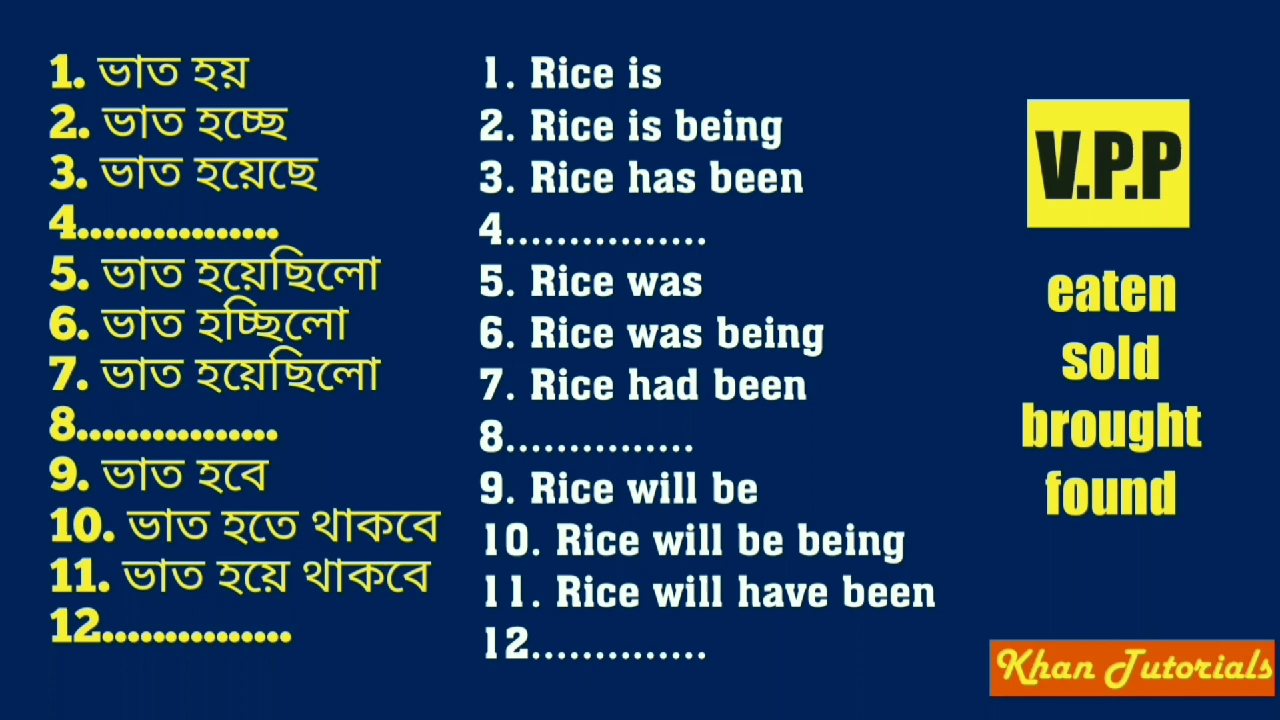 1. ভাত হয়
2. ভাত হচ্ছে
3. ভাত হয়েছে
4................
5. ভাত হয়েছিলো
6. ভাত হচ্ছিলো
7. ভাত হয়েছিলো
8................
9. ভাত হবে
10. ভাত হতে থাকবে
11. ভাত হয়ে থাকবে
12...............
1. Rice is
2. Rice is being
3. Rice has been
4................
5. Rice was
6. Rice was being
7. Rice had been
8...............
9. Rice will be
10. Rice will be being
11. Rice will have been
12..............
V.P.P
eaten
sold
brought
found
Khan Tutorials